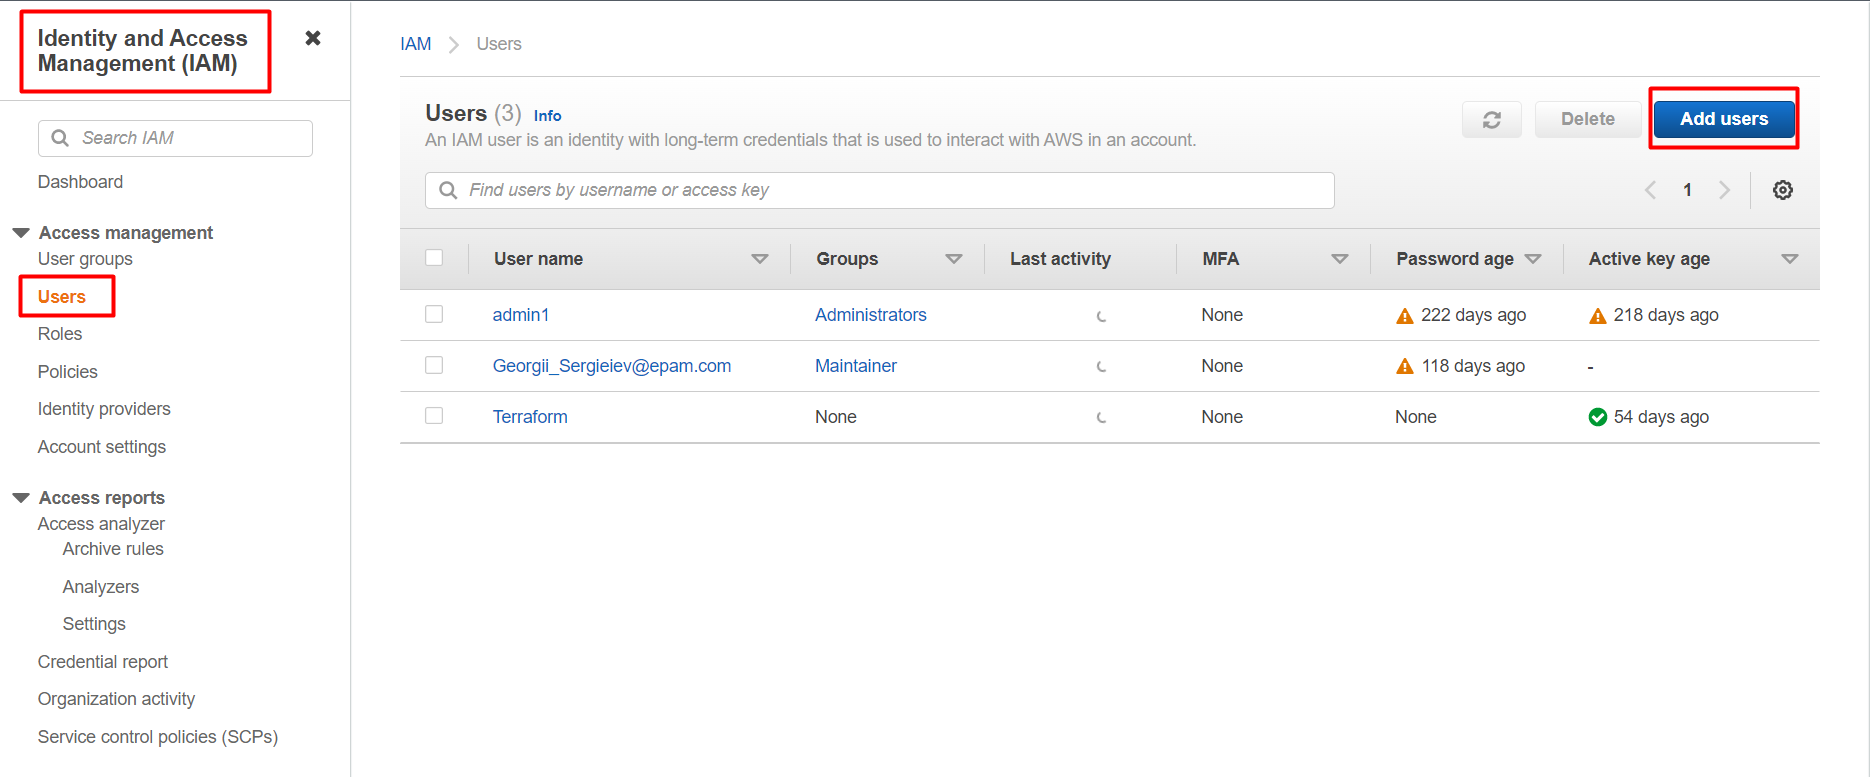 Identity and Access
Management (IAM)
Search IAM
Dashboard
Access management
User groups
Users
Roles
Policies
Identity providers
Account settings
Access reports
Access analyzer
Archive rules
Analyzers
Settings
Credential report
Organization activity
Service control policies (SCPs)
IAM Users
Users (3) Info
An IAM user is an identity with long-term credentials that is used to interact with AWS in an account.
Delete
Add users
Find users by username or access key
1
User name Groups Last activity MFA Password age Active key age
admin1 Administrators None 222 days ago 218 days ago
Georgii_Sergieiev@epam.com Maintainer None 118 days ago -
Terraform None None None 54 days ago